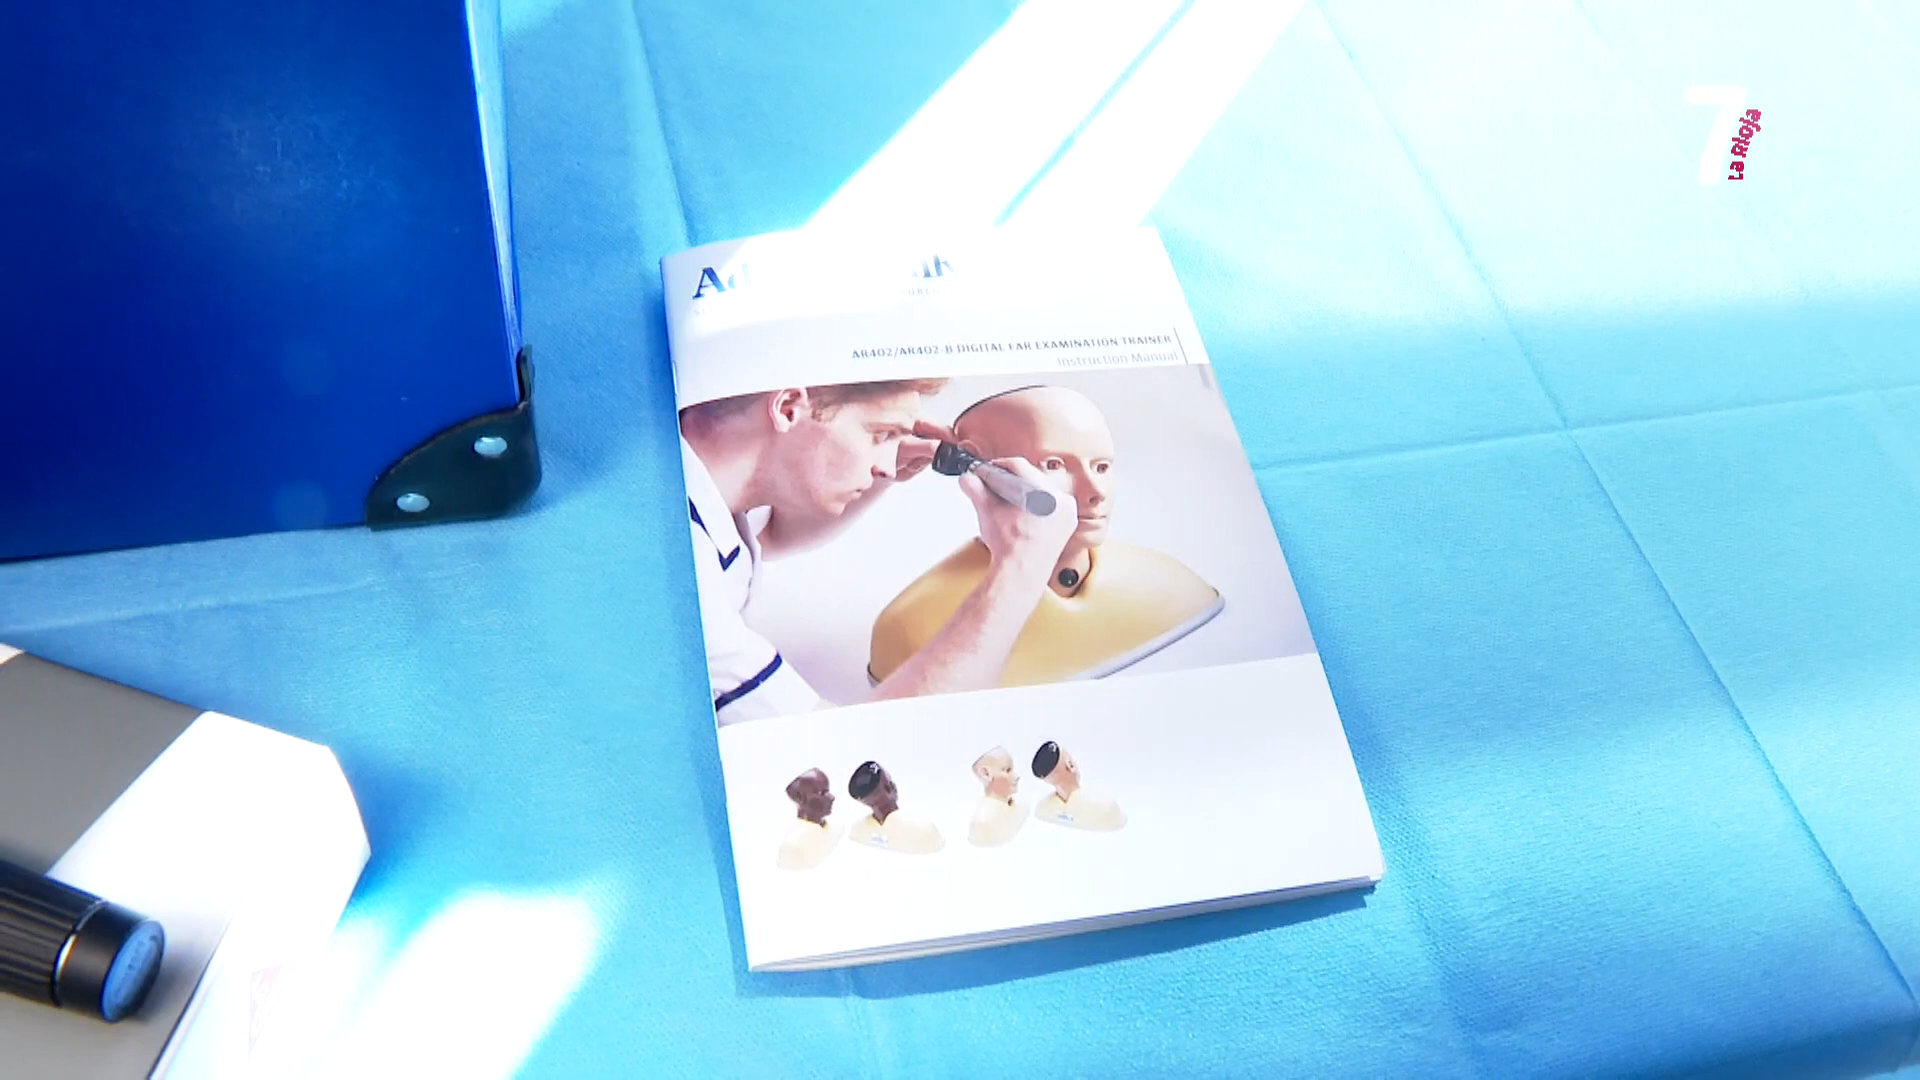 7
La Rioja
AR402/AR402-B DIGITAL EAR EXAMINATION TRAINER
Instruction Manual